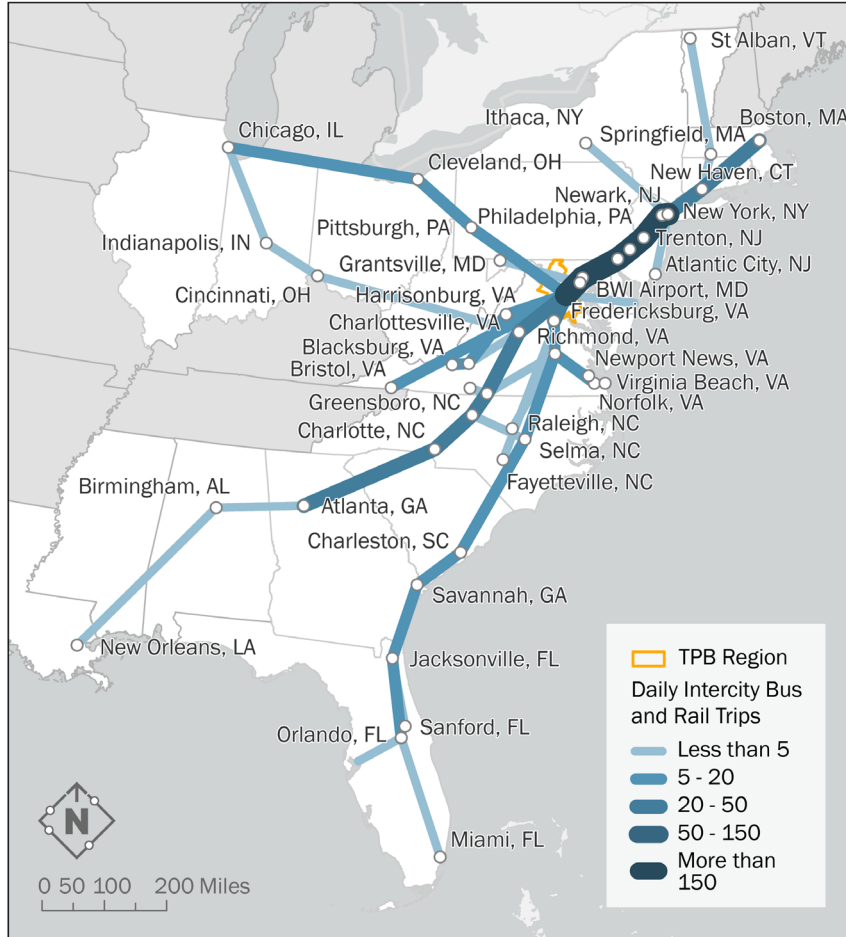 St Alban, VT
Boston, MA
Ithaca, NY
Springfield, MA
Chicago, IL
Cleveland, OH
New Haven, CT
Newark, NJ
Pittsburgh, PA
Philadelphia, PA
New York, NY
Indianapolis, IN
Trenton, NJ
Grantsville, MD
Atlantic City, NJ
Cincinnati, OH
Harrisonburg, VA
BWI Airport, MD
Charlottesville, VA
Fredericksburg, VA
Richmond, VA
Blacksburg, VA
Newport News, VA
Bristol, VA
Virginia Beach, VA
Greensboro, NC
Norfolk, VA
Charlotte, NC
Raleigh, NC
Selma, NC
Fayetteville, NC
Birmingham, AL
Atlanta, GA
Charleston, SC
Savannah, GA
New Orleans, LA
Jacksonville, FL
Orlando, FL
Sanford, FL
Miami, FL
N
0 50 100 200 Miles
TPB Region
Daily Intercity Bus
and Rail Trips
Less than 5
5 - 20
20 - 50
50 - 150
More than
150